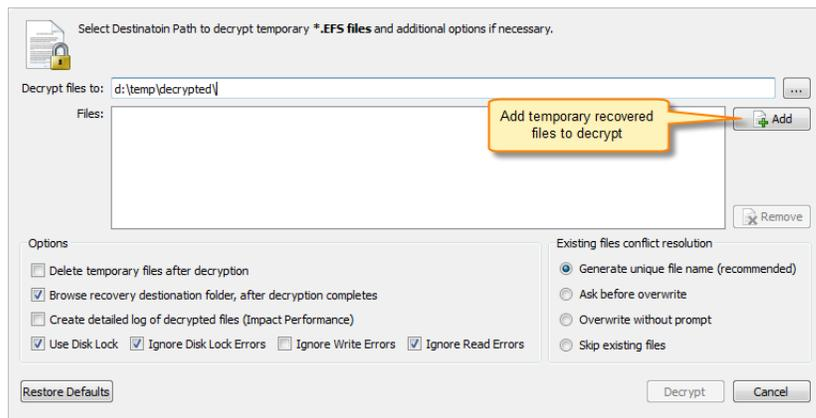 Select Destinatoin Path to decrypt temporary *.EFS files and additional options if necessary.
Decrypt files to: d:\temp\decrypted\ ...
Files:
Add temporary recovered
files to decrypt
Add
Remove
Options
Delete temporary files after decryption
Browse recovery destionation folder, after decryption completes
Create detailed log of decrypted files (Impact Performance)
Use Disk Lock Ignore Disk Lock Errors Ignore Write Errors Ignore Read Errors
Existing files conflict resolution
Generate unique file name (recommended)
Ask before overwrite
Overwrite without prompt
Skip existing files
Restore Defaults
Decrypt
Cancel